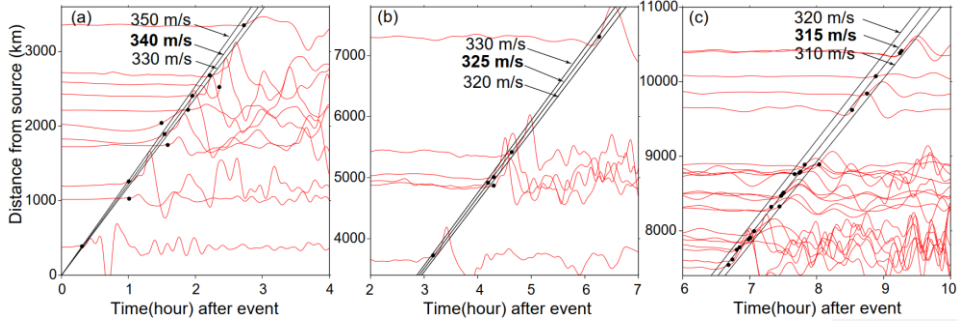 (a)
350 m/s
340 m/s
330 m/s
Distance from source (km)
3000
2000
1000
0
0 1 2 3 4
Time(hour) after event
(b)
330 m/s
325 m/s
320 m/s
7000
6000
5000
4000
2 3 4 5 6 7
Time(hour) after event
(c)
320 m/s
315 m/s
310 m/s
11000
10000
9000
8000
6 7 8 9 10
Time(hour) after event